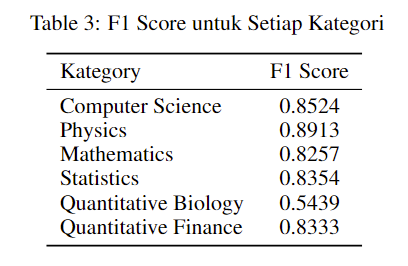 Table 3: F1 Score untuk Setiap Kategori
Kategory F1 Score
Computer Science 0.8524
Physics 0.8913
Mathematics 0.8257
Statistics 0.8354
Quantitative Biology 0.5439
Quantitative Finance 0.8333